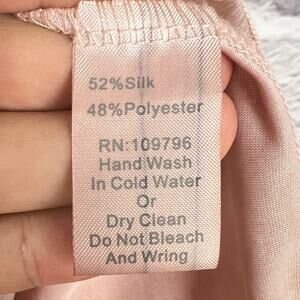 52%Silk
48%Polyester
RN:109796
Hand Wash
In Cold Water
Or
Dry Clean
Do Not Bleach
And Wring